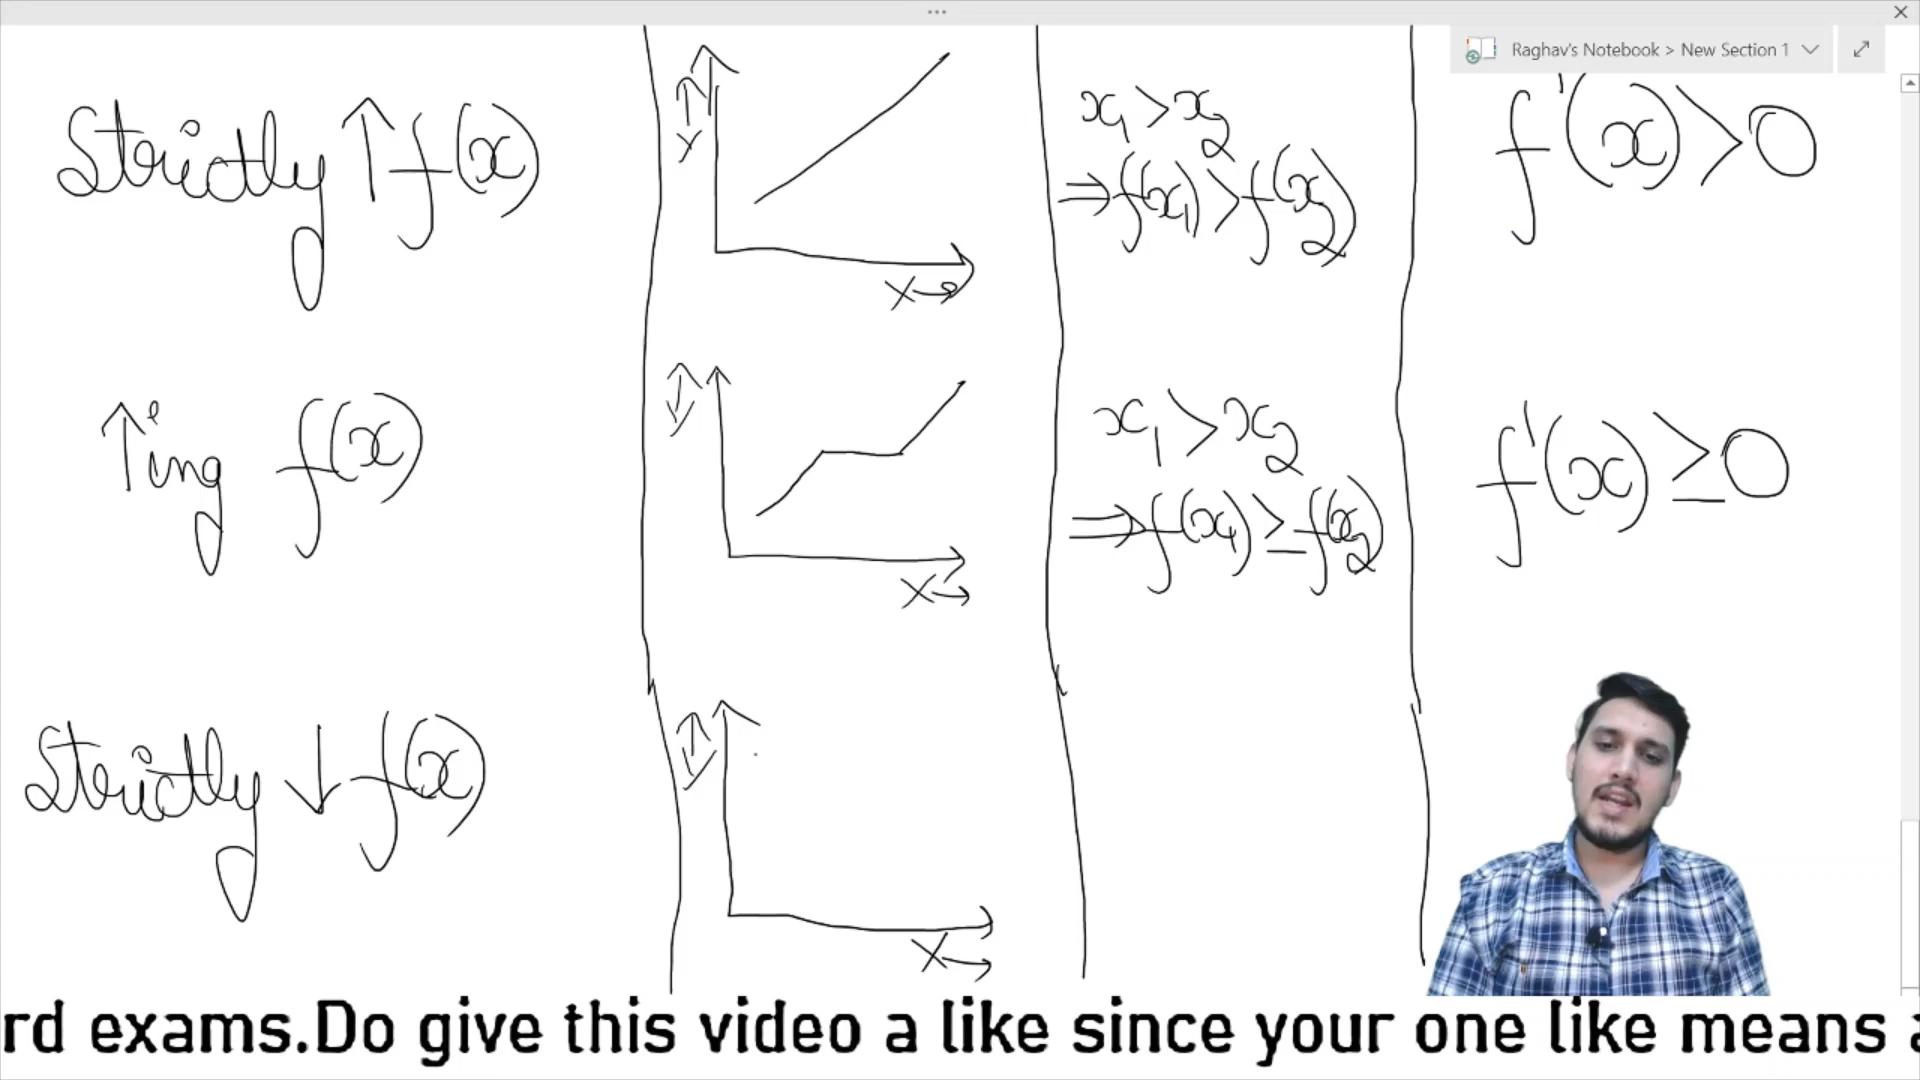 Raghav's Notebook > New Section 1
Strictly ↑ f(x)
Y→
X→
x₁ > x₂
⇒ f(x₁) > f(x₂)
f'(x) > 0
↑ing f(x)
Y→
X→
x₁ > x₂
⇒ f(x₁) ≥ f(x₂)
f'(x) ≥ 0
Strictly ↓ f(x)
Y→
X→
rd exams.Do give this video a like since your one like means a